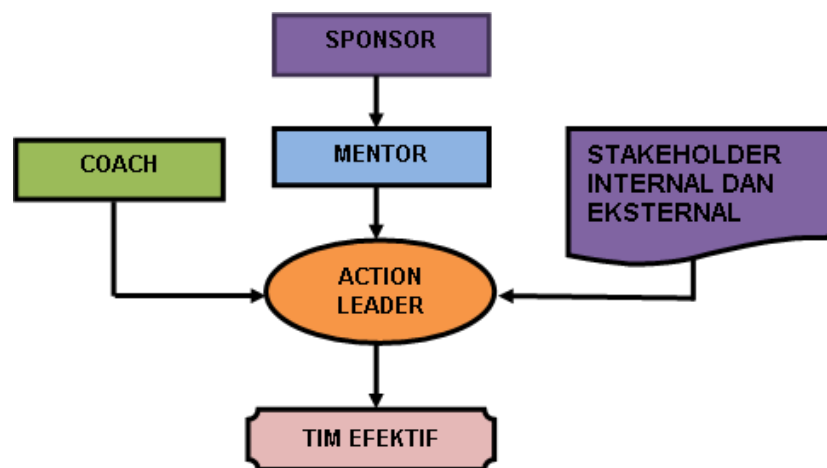 SPONSOR
MENTOR
COACH
STAKEHOLDER
INTERNAL DAN
EKSTERNAL
ACTION
LEADER
TIM EFEKTIF